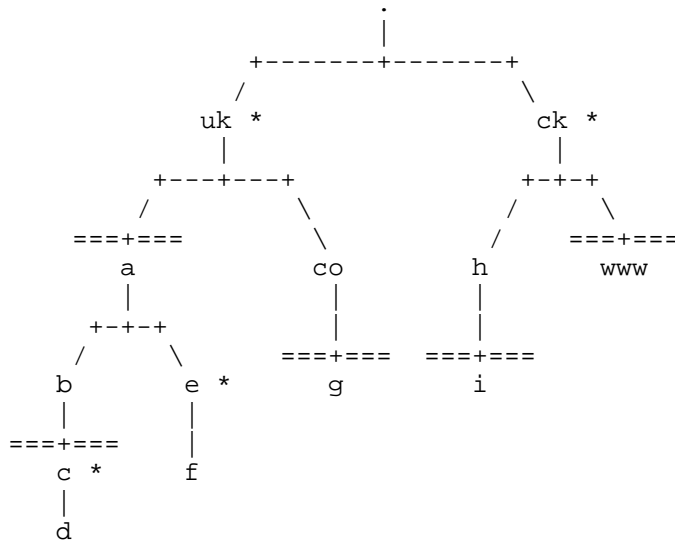 .
|
+-------+-------+
/ \
uk * ck *
| |
+---+---+ +-+-+
/ \ / \
===+=== \ / ===+===
a co h www
| | |
+-+-+ | |
/ \ ===+=== ===+===
b e * g i
| |
===+=== |
c * f
|
d